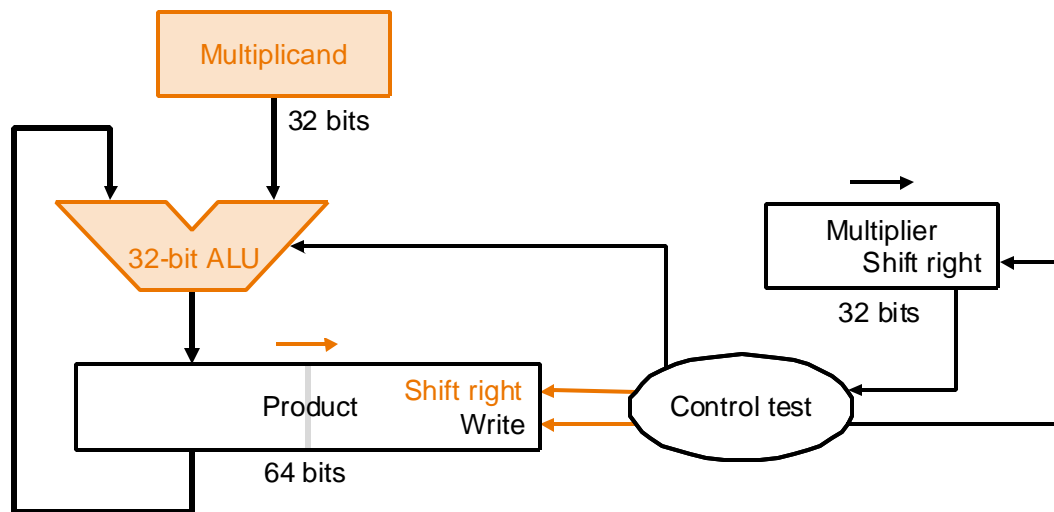 Multiplicand
32 bits
32-bit ALU
Multiplier
Shift right
32 bits
Product
Shift right
Write
Control test
64 bits